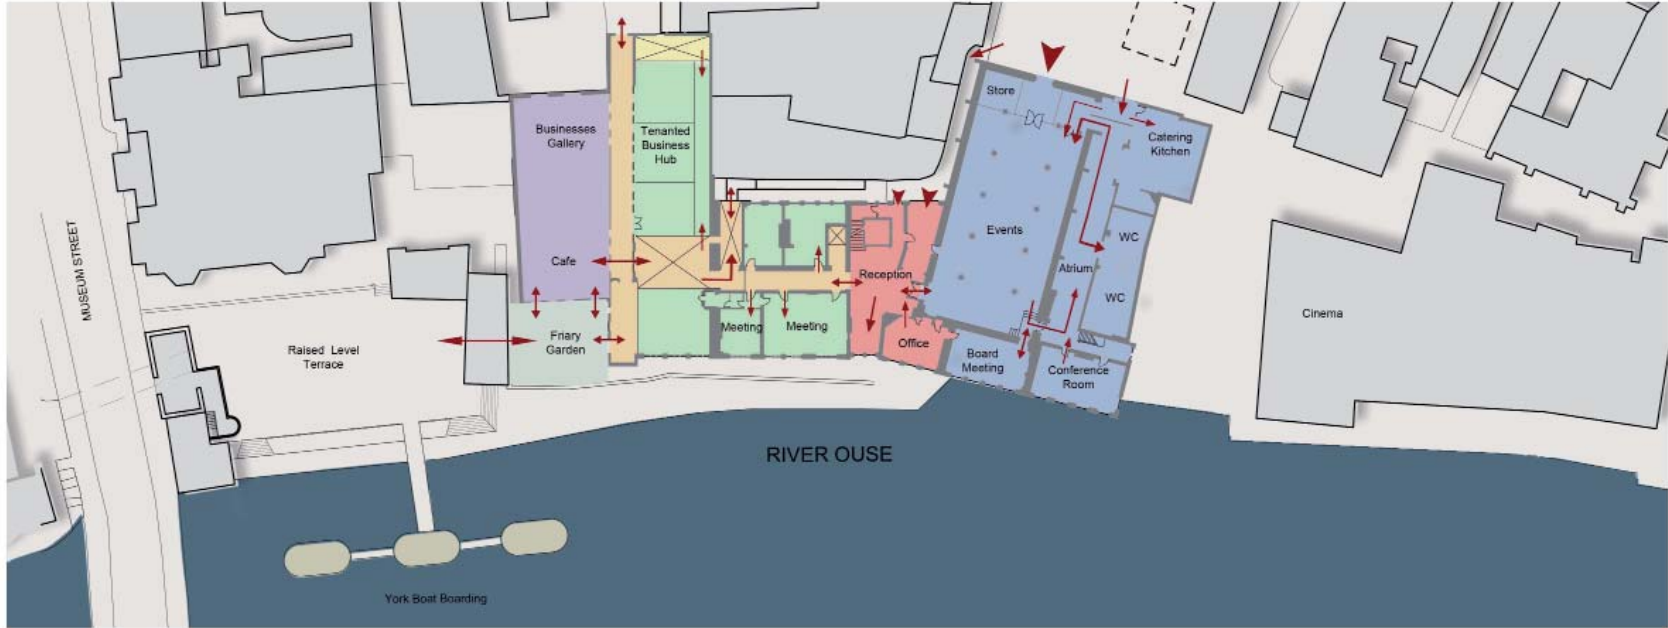 Store
Businesses
Gallery
Tenanted
Business
Hub
Catering
Kitchen
MUSEUM STREET
Events
WC
Cafe
Reception
Atrium
WC
Raised Level
Terrace
Friary
Garden
Meeting
Meeting
Office
Board
Meeting
Conference
Room
Cinema
RIVER OUSE
York Boat Boarding